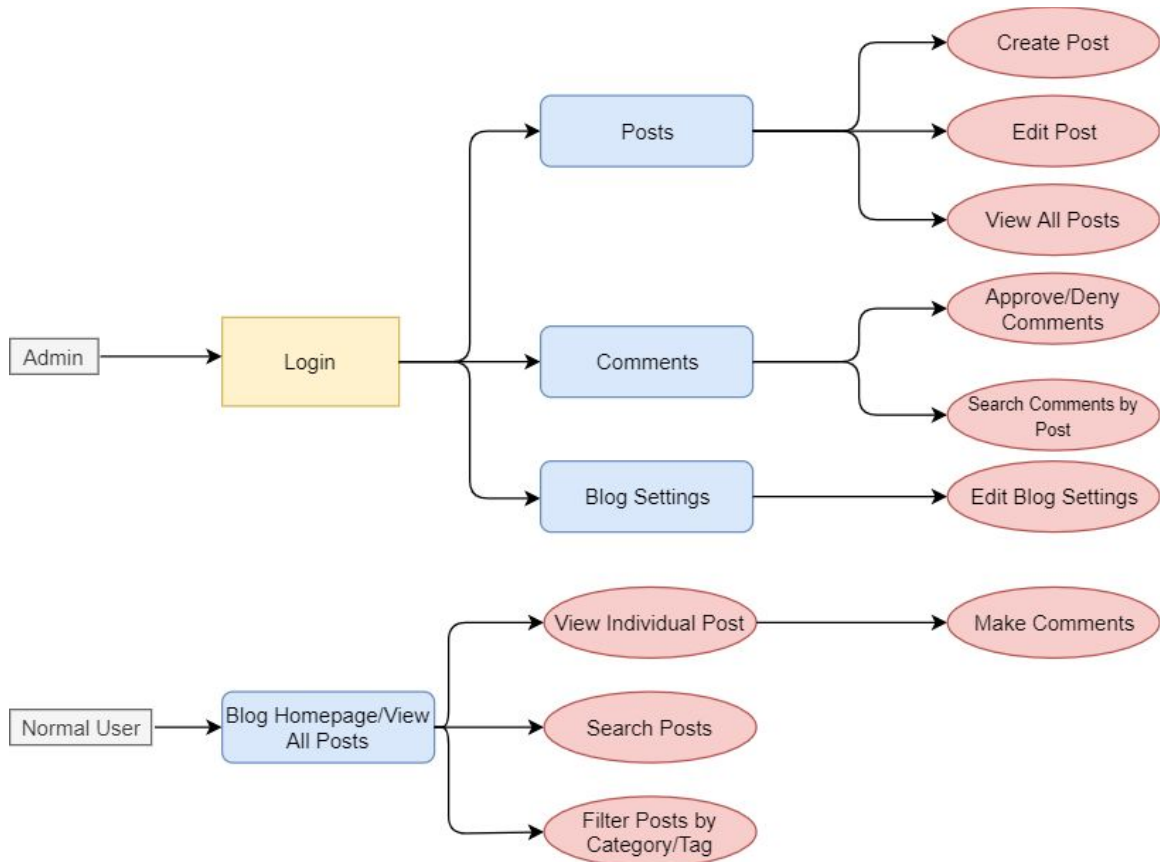 Create Post
Posts
Edit Post
View All Posts
Approve/Deny
Comments
Admin
Login
Comments
Search Comments by
Post
Blog Settings
Edit Blog Settings
View Individual Post
Make Comments
Normal User
Blog Homepage/View
All Posts
Search Posts
Filter Posts by
Category/Tag